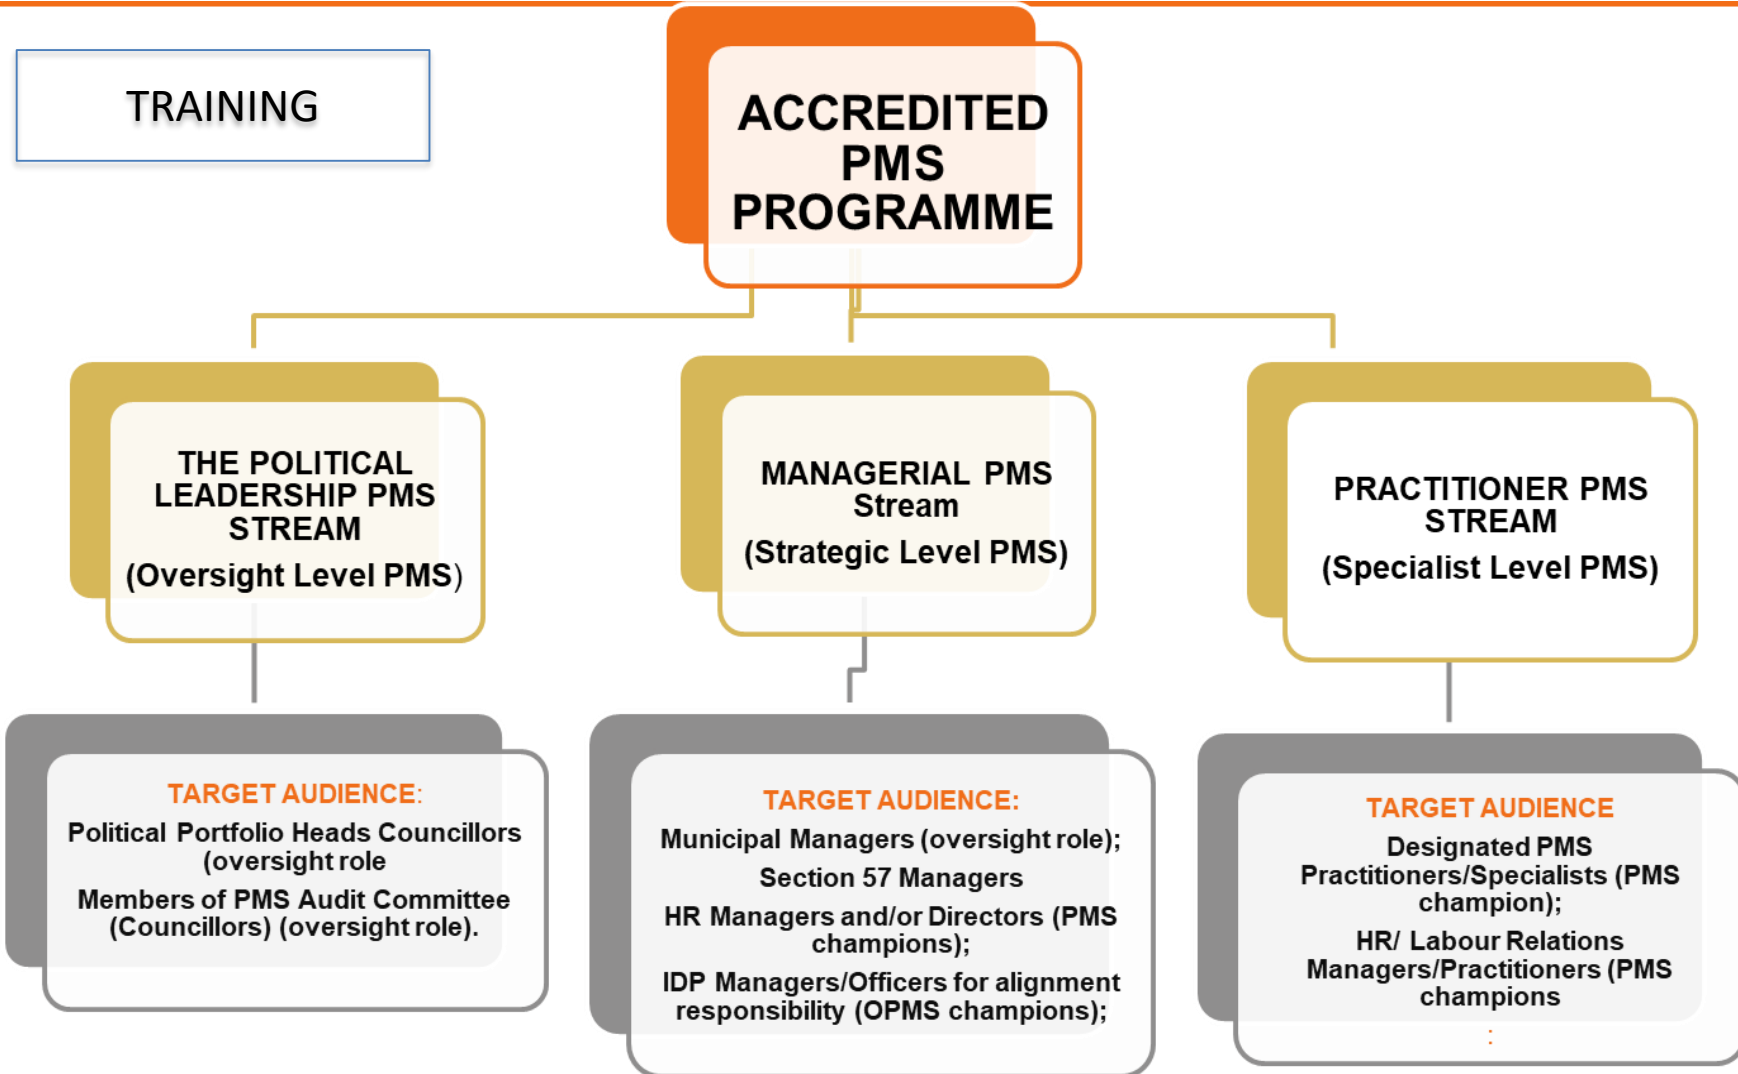 TRAINING
ACCREDITED
PMS
PROGRAMME
THE POLITICAL
LEADERSHIP PMS
STREAM
(Oversight Level PMS)
MANAGERIAL PMS
Stream
(Strategic Level PMS)
PRACTITIONER PMS
STREAM
(Specialist Level PMS)
TARGET AUDIENCE:
Political Portfolio Heads Councillors
(oversight role
Members of PMS Audit Committee
(Councillors) (oversight role).
TARGET AUDIENCE:
Municipal Managers (oversight role);
Section 57 Managers
HR Managers and/or Directors (PMS
champions);
IDP Managers/Officers for alignment
responsibility (OPMS champions);
TARGET AUDIENCE
Designated PMS
Practitioners/Specialists (PMS
champion);
HR/ Labour Relations
Managers/Practitioners (PMS
champions
: